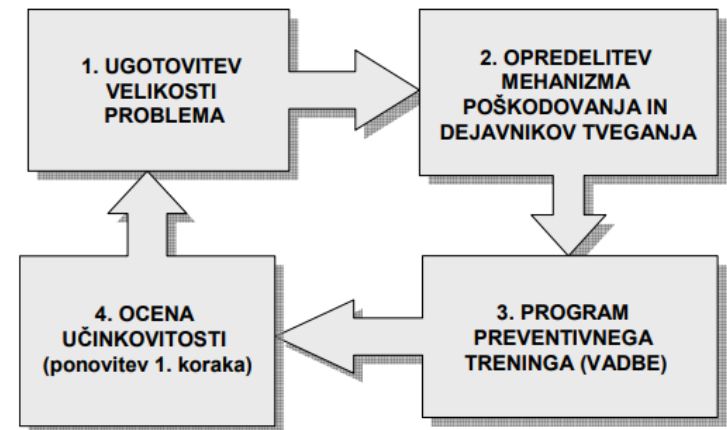 1. UGOTOVITEV
VELIKOSTI
PROBLEMA
2. OPREDELITEV
MEHANIZMA
POŠKODOVANJA IN
DEJAVNIKOV TVEGANJA
3. PROGRAM
PREVENTIVNEGA
TRENINGA (VADBE)
4. OCENA
UČINKOVITOSTI
(ponovitev 1. koraka)